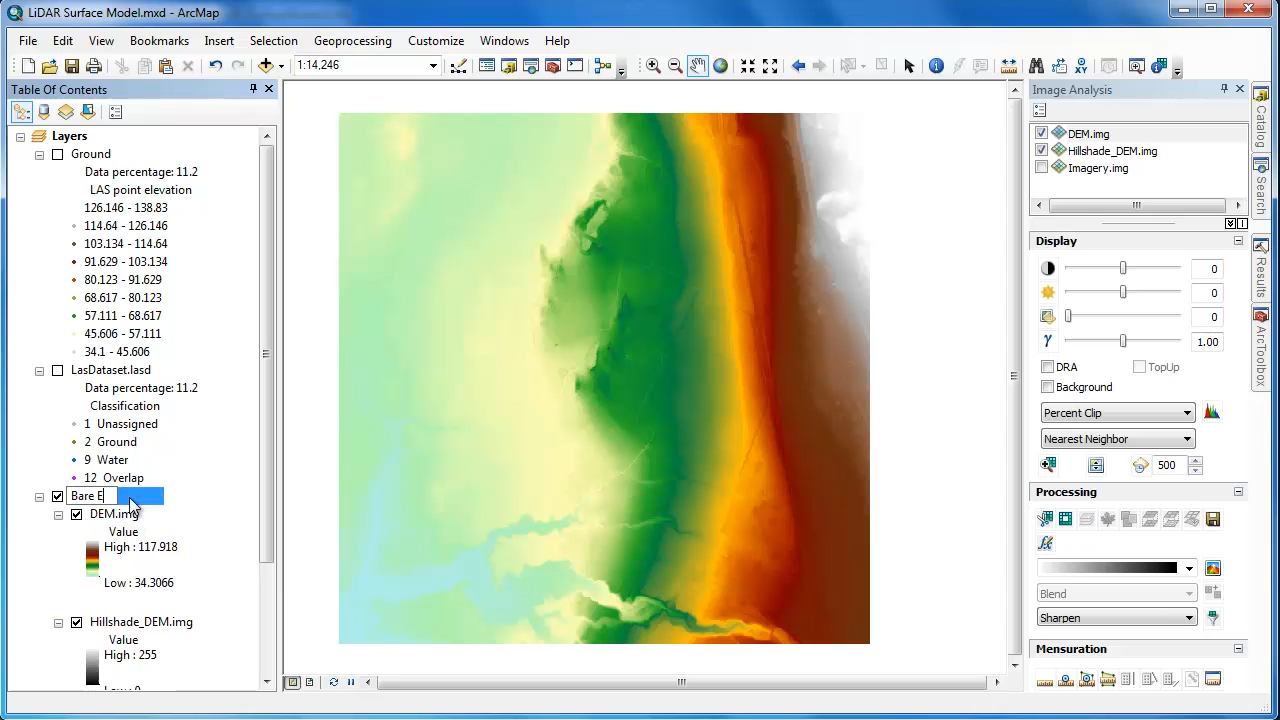 LiDAR Surface Model.mxd - ArcMap
File Edit View Bookmarks Insert Selection Geoprocessing Customize Windows Help
1:14,246
Table Of Contents
Layers
Ground
Data percentage: 11.2
LAS point elevation
126.146 - 138.83
114.64 - 126.146
103.134 - 114.64
91.629 - 103.134
80.123 - 91.629
68.617 - 80.123
57.111 - 68.617
45.606 - 57.111
34.1 - 45.606
LasDataset.lasd
Data percentage: 11.2
Classification
1 Unassigned
2 Ground
9 Water
12 Overlap
Bare E
DEM.img
Value
High : 117.918
Low : 34.3066
Hillshade_DEM.img
Value
High : 255
Low : 0
Image Analysis
DEM.img
Hillshade_DEM.img
Imagery.img
Display
0
0
0
γ 1.00
DRA TopUp
Background
Percent Clip
Nearest Neighbor
500
Processing
Blend
Sharpen
Mensuration
Catalog
Search
Results
ArcToolbox